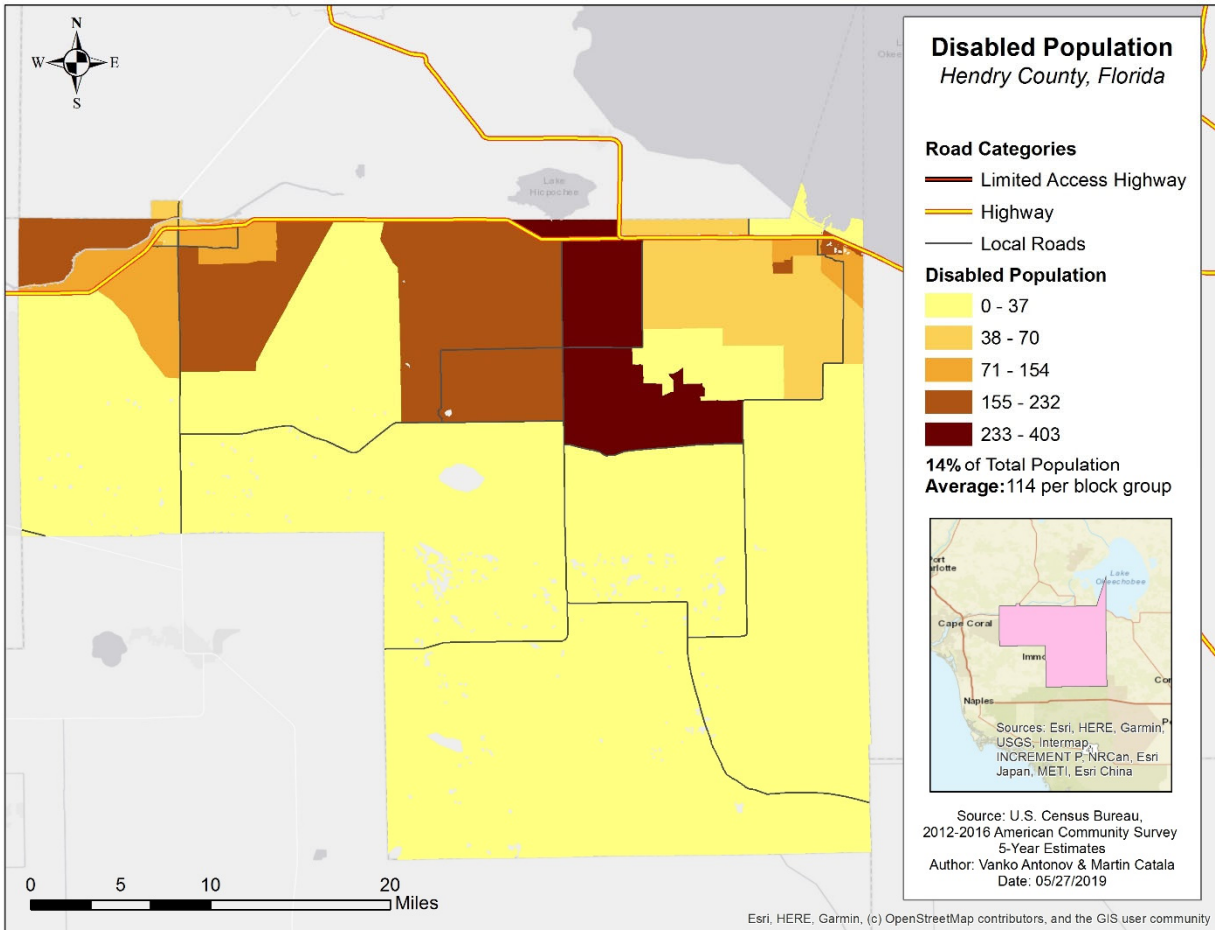 N
W E
S
Lake
Hicpochee
L
Okeech
Disabled Population
Hendry County, Florida
Road Categories
Limited Access Highway
Highway
Local Roads
Disabled Population
0 - 37
38 - 70
71 - 154
155 - 232
233 - 403
14% of Total Population
Average: 114 per block group
Port
arlotte
Lake
Okeechobee
Cape Coral
Immo
Naples
Co
Sources: Esri, HERE, Garmin,
USGS, Intermap,
INCREMENT P, NRCan, Esri
Japan, METI, Esri China
Source: U.S. Census Bureau,
2012-2016 American Community Survey
5-Year Estimates
Author: Vanko Antonov & Martin Catala
Date: 05/27/2019
0 5 10 20
Miles
Esri, HERE, Garmin, (c) OpenStreetMap contributors, and the GIS user community